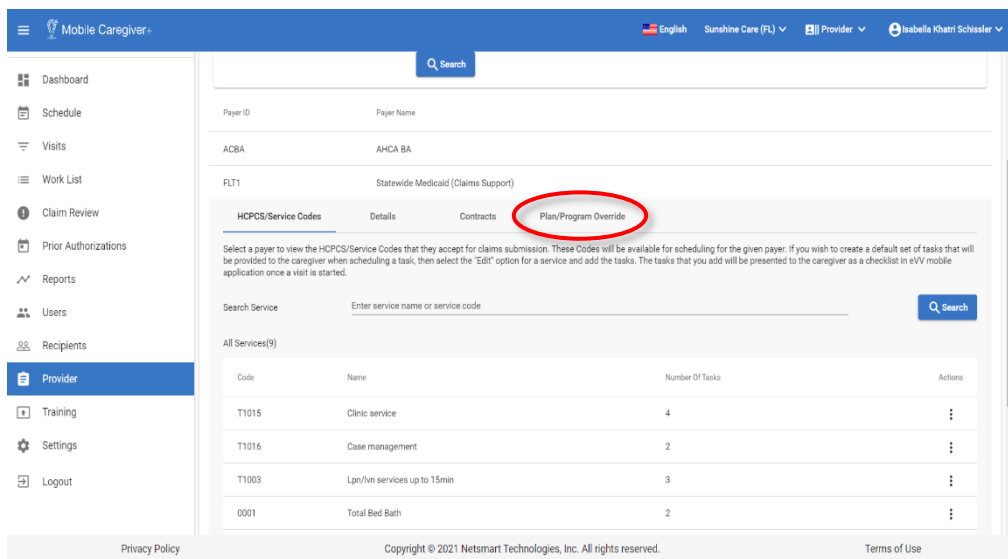 Mobile Caregiver+
English Sunshine Care (FL) Provider Isabella Khatri Schissler
Dashboard
Schedule
Visits
Work List
Claim Review
Prior Authorizations
Reports
Users
Recipients
Provider
Training
Settings
Logout
Search
Payer ID Payer Name
ACBA AHCA BA
FLT1 Statewide Medicaid (Claims Support)
HCPCS/Service Codes Details Contracts Plan/Program Override
Select a payer to view the HCPCS/Service Codes that they accept for claims submission. These Codes will be available for scheduling for the given payer. If you wish to create a default set of tasks that will
be provided to the caregiver when scheduling a task, then select the "Edit" option for a service and add the tasks. The tasks that you add will be presented to the caregiver as a checklist in eVV mobile
application once a visit is started.
Search Service Enter service name or service code Search
All Services(9)
Code Name Number Of Tasks Actions
T1015 Clinic service 4
T1016 Case management 2
T1003 Lpn/lvn services up to 15min 3
0001 Total Bed Bath 2
Privacy Policy Copyright © 2021 Netsmart Technologies, Inc. All rights reserved. Terms of Use